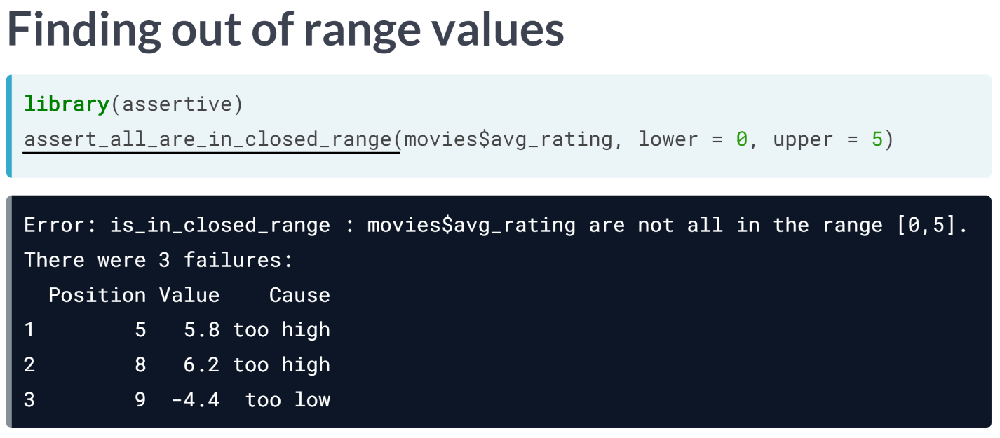 Finding out of range values
library(assertive)
assert_all_are_in_closed_range(movies$avg_rating, lower = 0, upper = 5)
Error: is_in_closed_range : movies$avg_rating are not all in the range [0,5].
There were 3 failures:
  Position Value    Cause
1        5   5.8 too high
2        8   6.2 too high
3        9  -4.4  too low